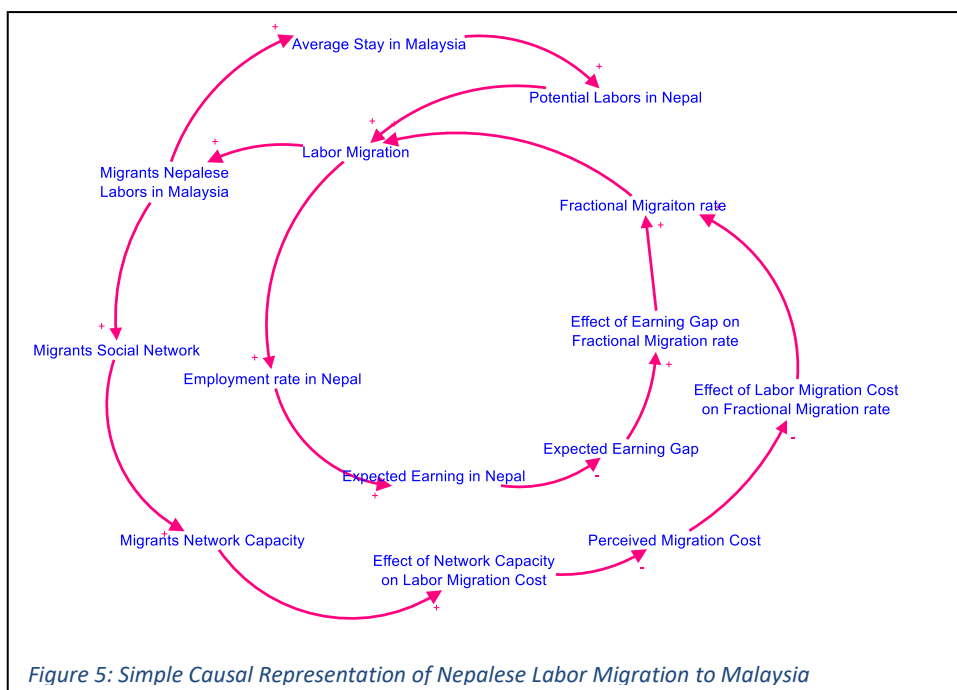 Average Stay in Malaysia
Potential Labors in Nepal
Labor Migration
Migrants Nepalese
Labors in Malaysia
Fractional Migraiton rate
Effect of Earning Gap on
Fractional Migration rate
Migrants Social Network
Employment rate in Nepal
Effect of Labor Migration Cost
on Fractional Migration rate
Expected Earning Gap
Expected Earning in Nepal
Migrants Network Capacity
Perceived Migration Cost
Effect of Network Capacity
on Labor Migration Cost
Figure 5: Simple Causal Representation of Nepalese Labor Migration to Malaysia